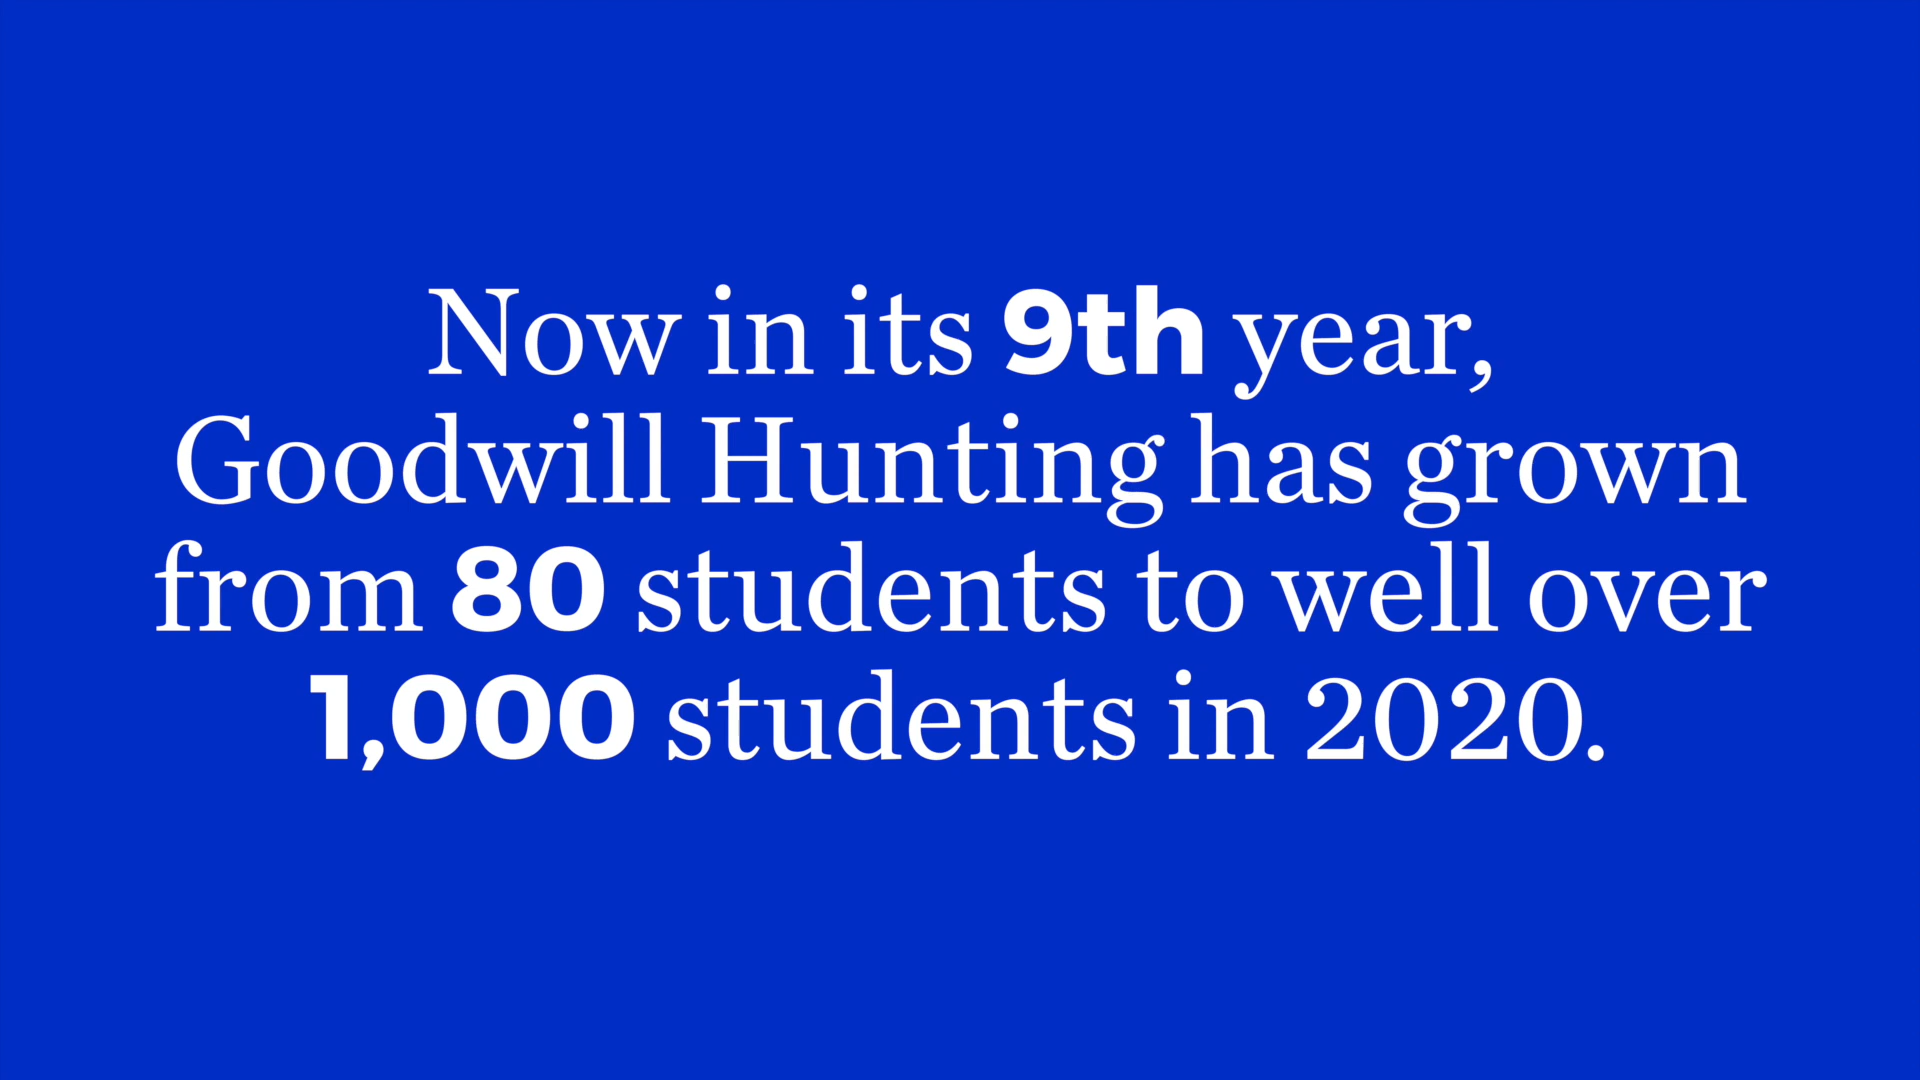 Now in its 9th year,
Goodwill Hunting has grown
from 80 students to well over
1,000 students in 2020.